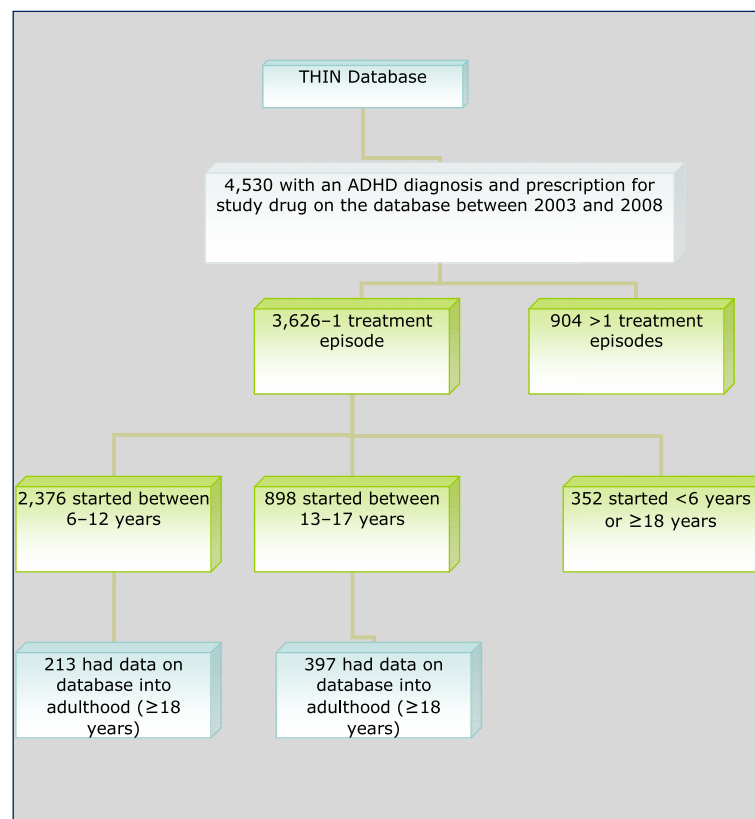 THIN Database
4,530 with an ADHD diagnosis and prescription for
study drug on the database between 2003 and 2008
3,626–1 treatment
episode
904 >1 treatment
episodes
2,376 started between
6–12 years
898 started between
13–17 years
352 started <6 years
or ≥18 years
213 had data on
database into
adulthood (≥18
years)
397 had data on
database into
adulthood (≥18
years)